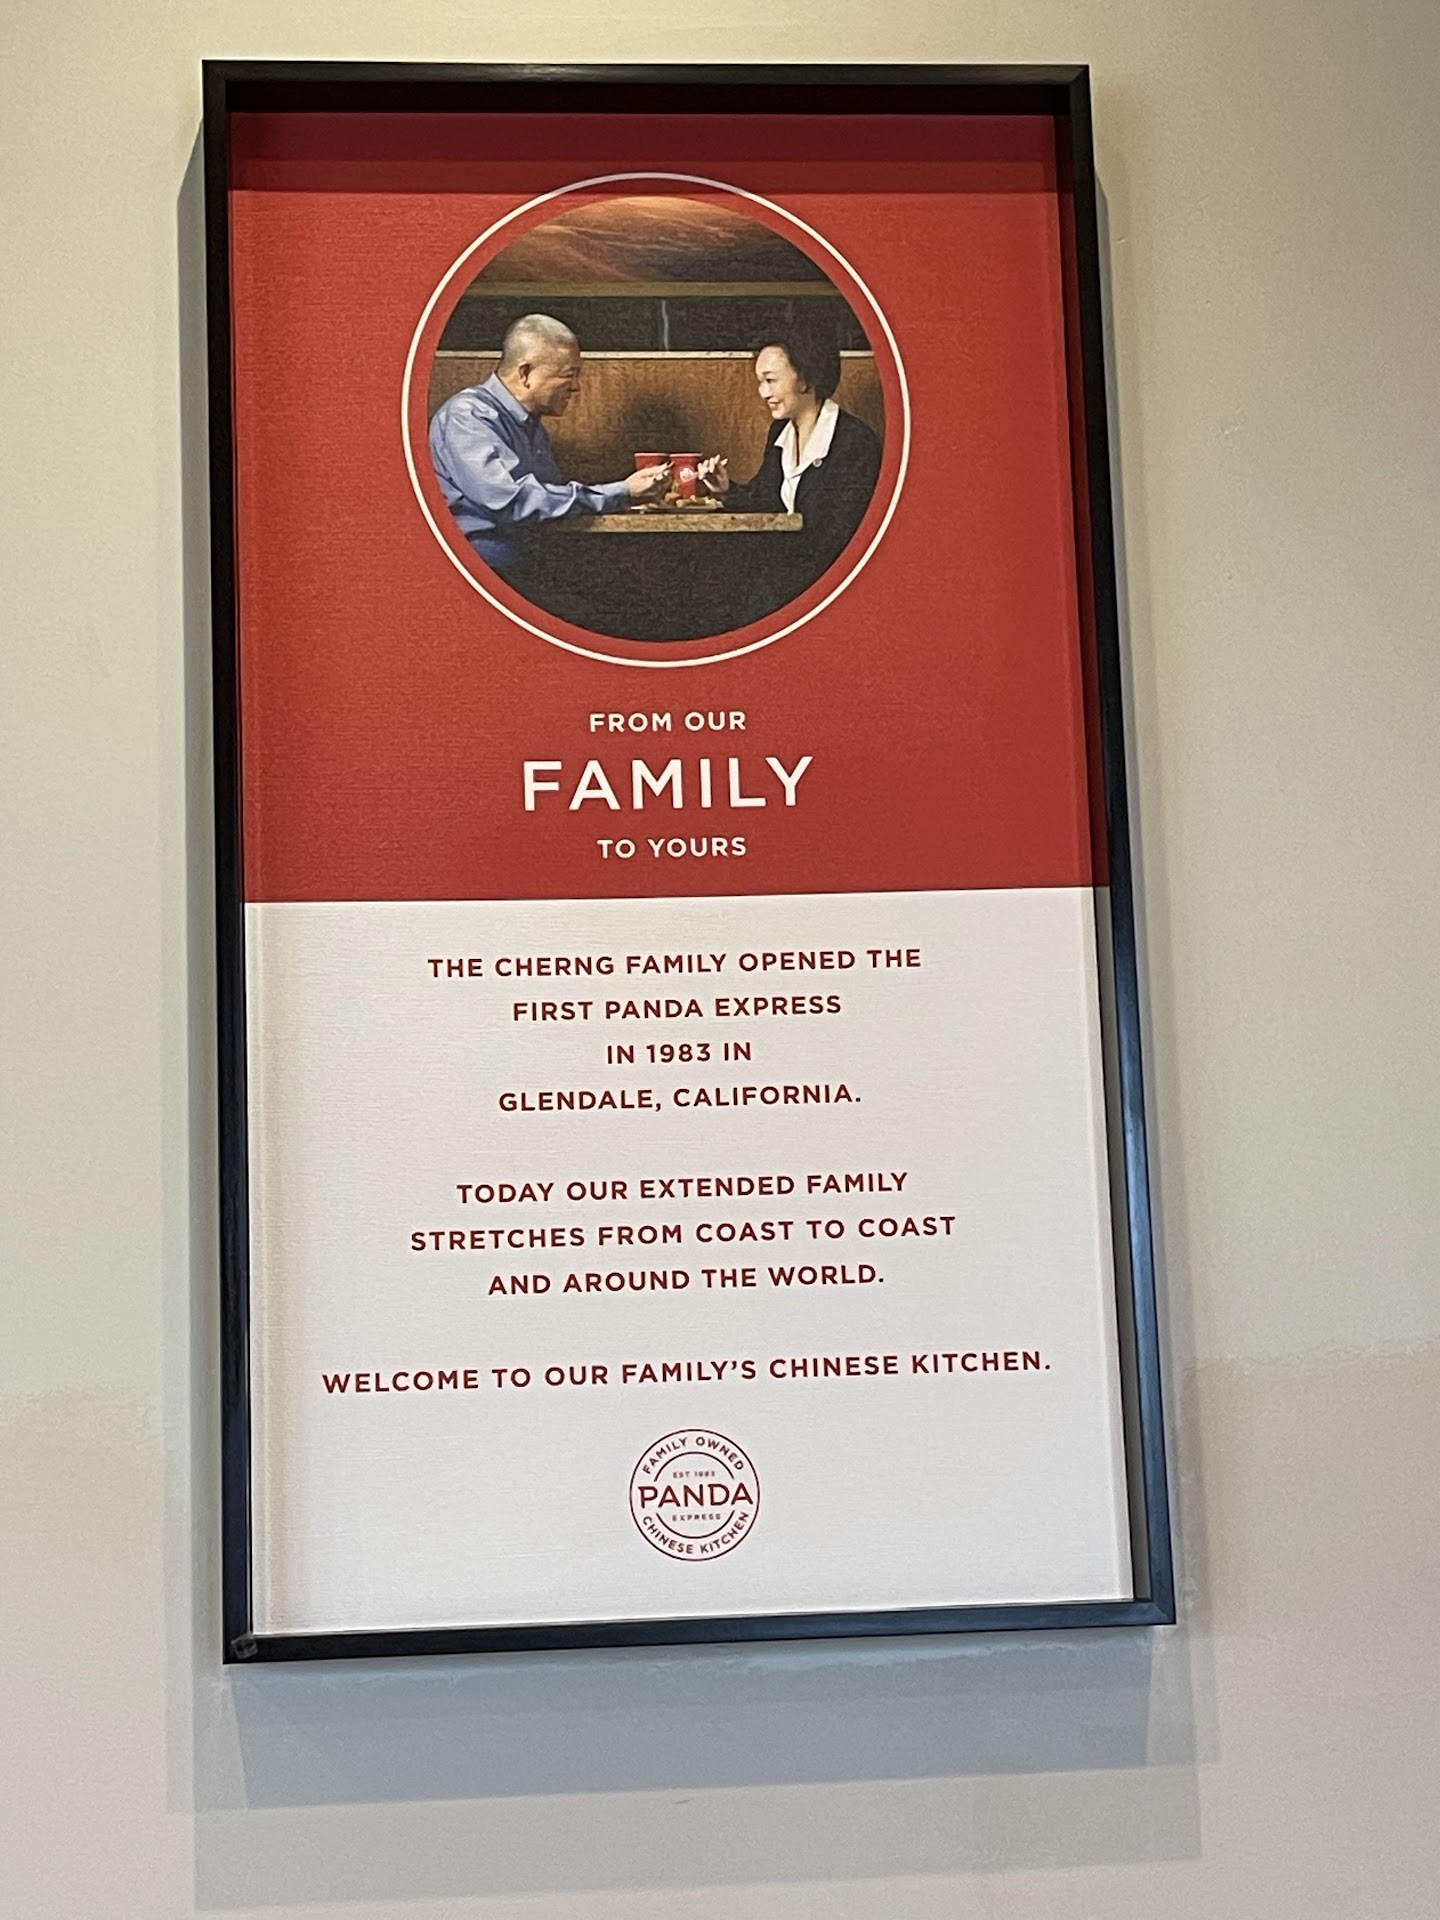 FROM OUR
FAMILY
TO YOURS
THE CHERNG FAMILY OPENED THE
FIRST PANDA EXPRESS
IN 1983 IN
GLENDALE, CALIFORNIA.
TODAY OUR EXTENDED FAMILY
STRETCHES FROM COAST TO COAST
AND AROUND THE WORLD.
WELCOME TO OUR FAMILY’S CHINESE KITCHEN.
FAMILY OWNED
EST 1983
PANDA
EXPRESS
CHINESE KITCHEN